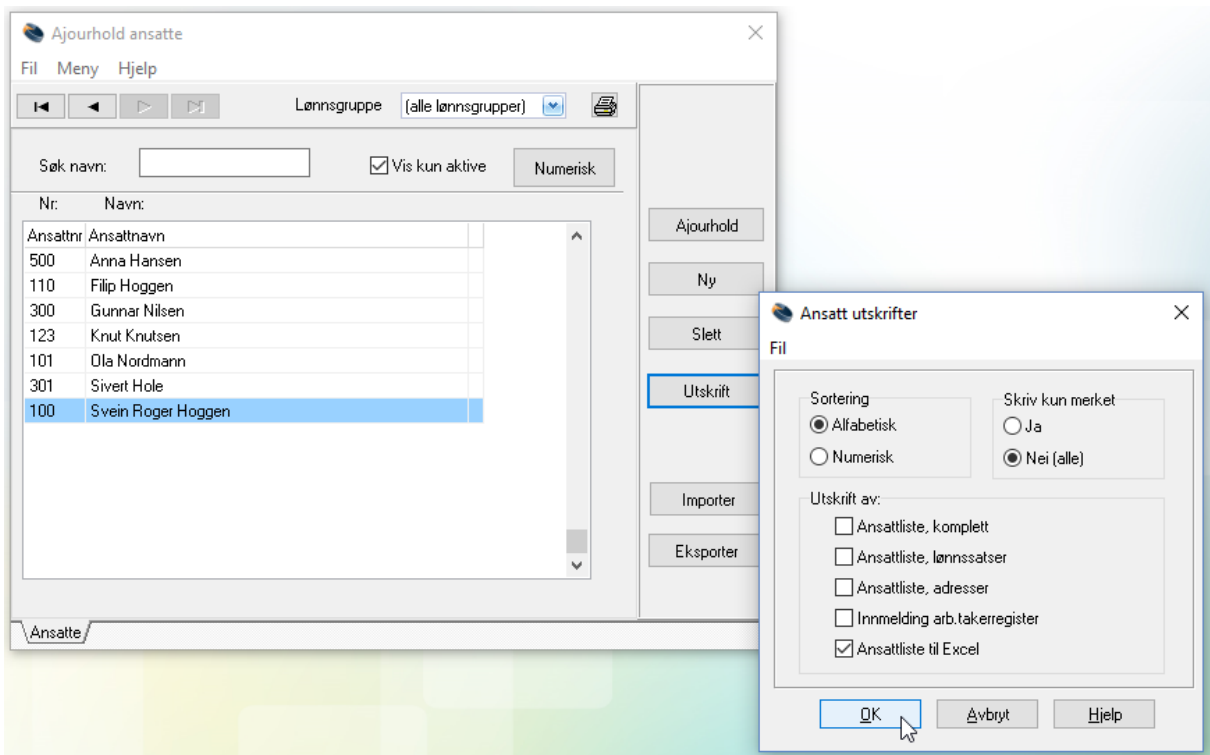 Ajourhold ansatte
Fil Meny Hjelp
Lønnsgruppe (alle lønnsgrupper)
Søk navn: Vis kun aktive Numerisk
Nr: Navn:
Ansattnr Ansattnavn
500 Anna Hansen
110 Filip Hoggen
300 Gunnar Nilsen
123 Knut Knutsen
101 Ola Nordmann
301 Sivert Hole
100 Svein Roger Hoggen
Ansatte
Ajourhold
Ny
Slett
Utskrift
Importer
Eksporter
Ansatt utskrifter
Fil
Sortering Skriv kun merket
Alfabetisk Ja
Numerisk Nei (alle)
Utskrift av:
Ansattliste, komplett
Ansattliste, lønnssatser
Ansattliste, adresser
Innmelding arb.takerregister
Ansattliste til Excel
OK Avbryt Hjelp